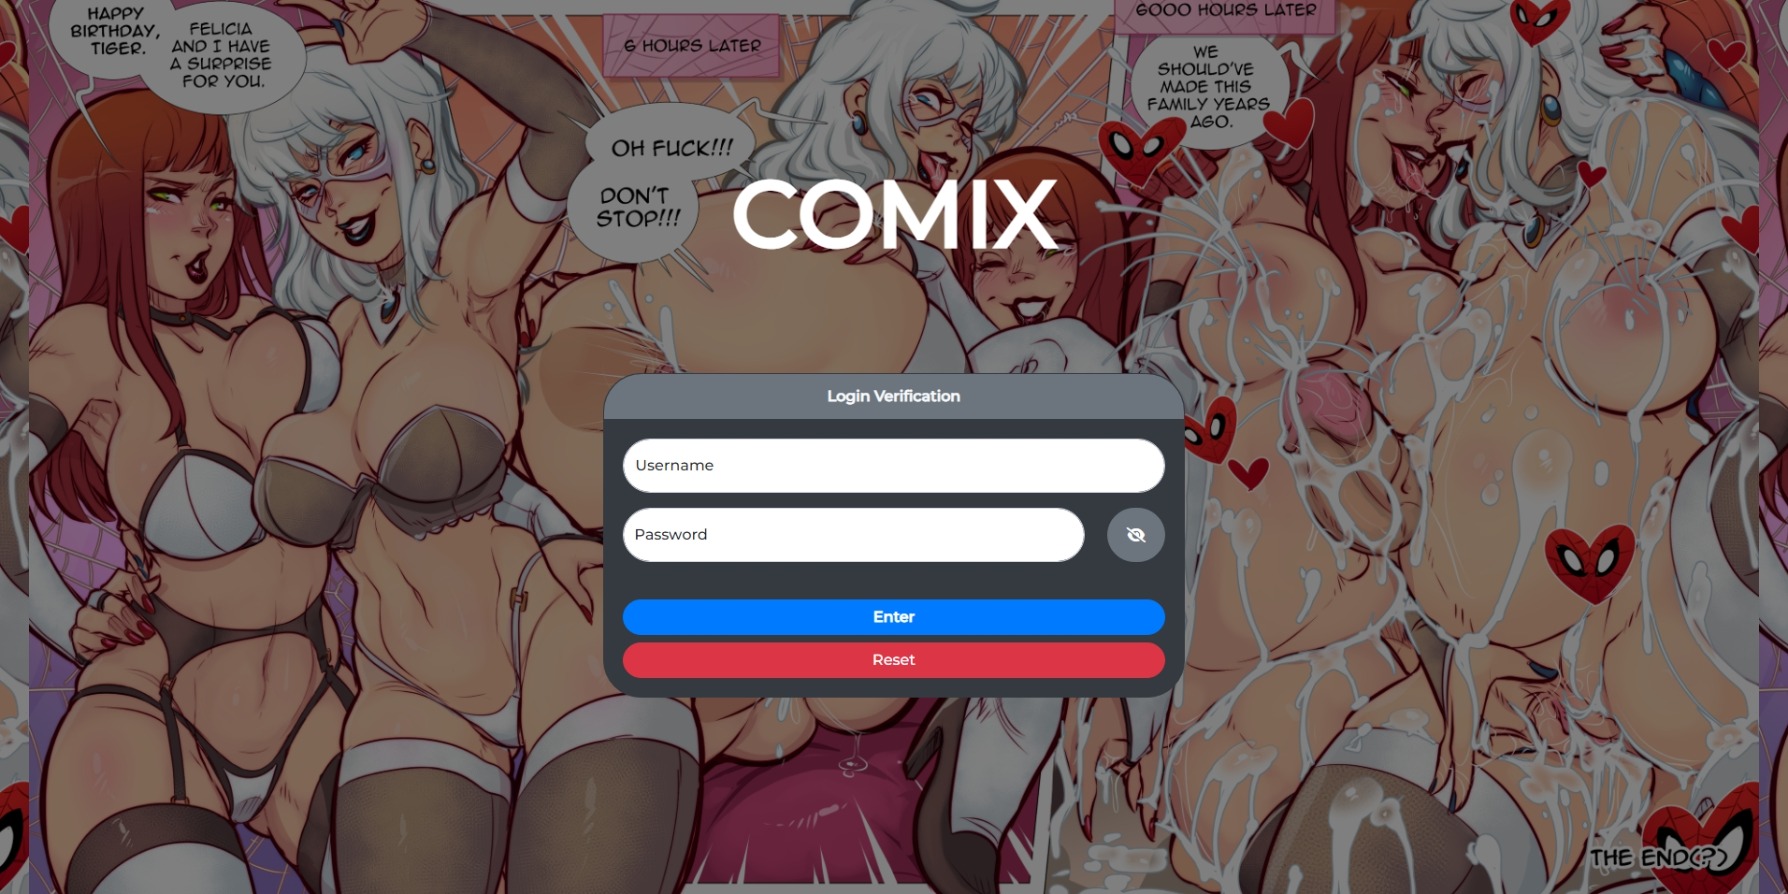 HAPPY
BIRTHDAY,
TIGER.
FELICIA
AND I HAVE
A SURPRISE
FOR YOU.
6 HOURS LATER
OH FUCK!!!
DON'T
STOP!!!
6000 HOURS LATER
WE
SHOULD'VE
MADE THIS
FAMILY YEARS
AGO.
COMIX
Login Verification
Username
Password
Enter
Reset
THE END(?)